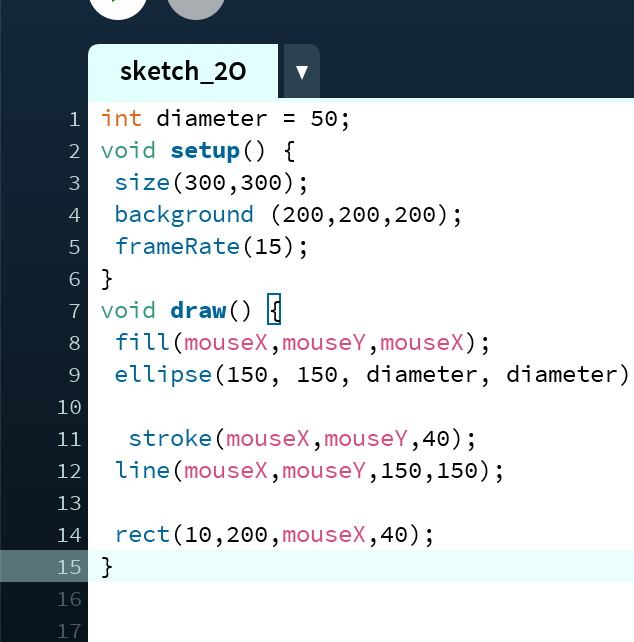 sketch_20
▼
1 int diameter = 50;
2 void setup() {
3  size(300,300);
4  background (200,200,200);
5  frameRate(15);
6 }
7 void draw() {
8  fill(mouseX,mouseY,mouseX);
9  ellipse(150, 150, diameter, diameter)
10
11   stroke(mouseX,mouseY,40);
12  line(mouseX,mouseY,150,150);
13
14  rect(10,200,mouseX,40);
15 }
16
17